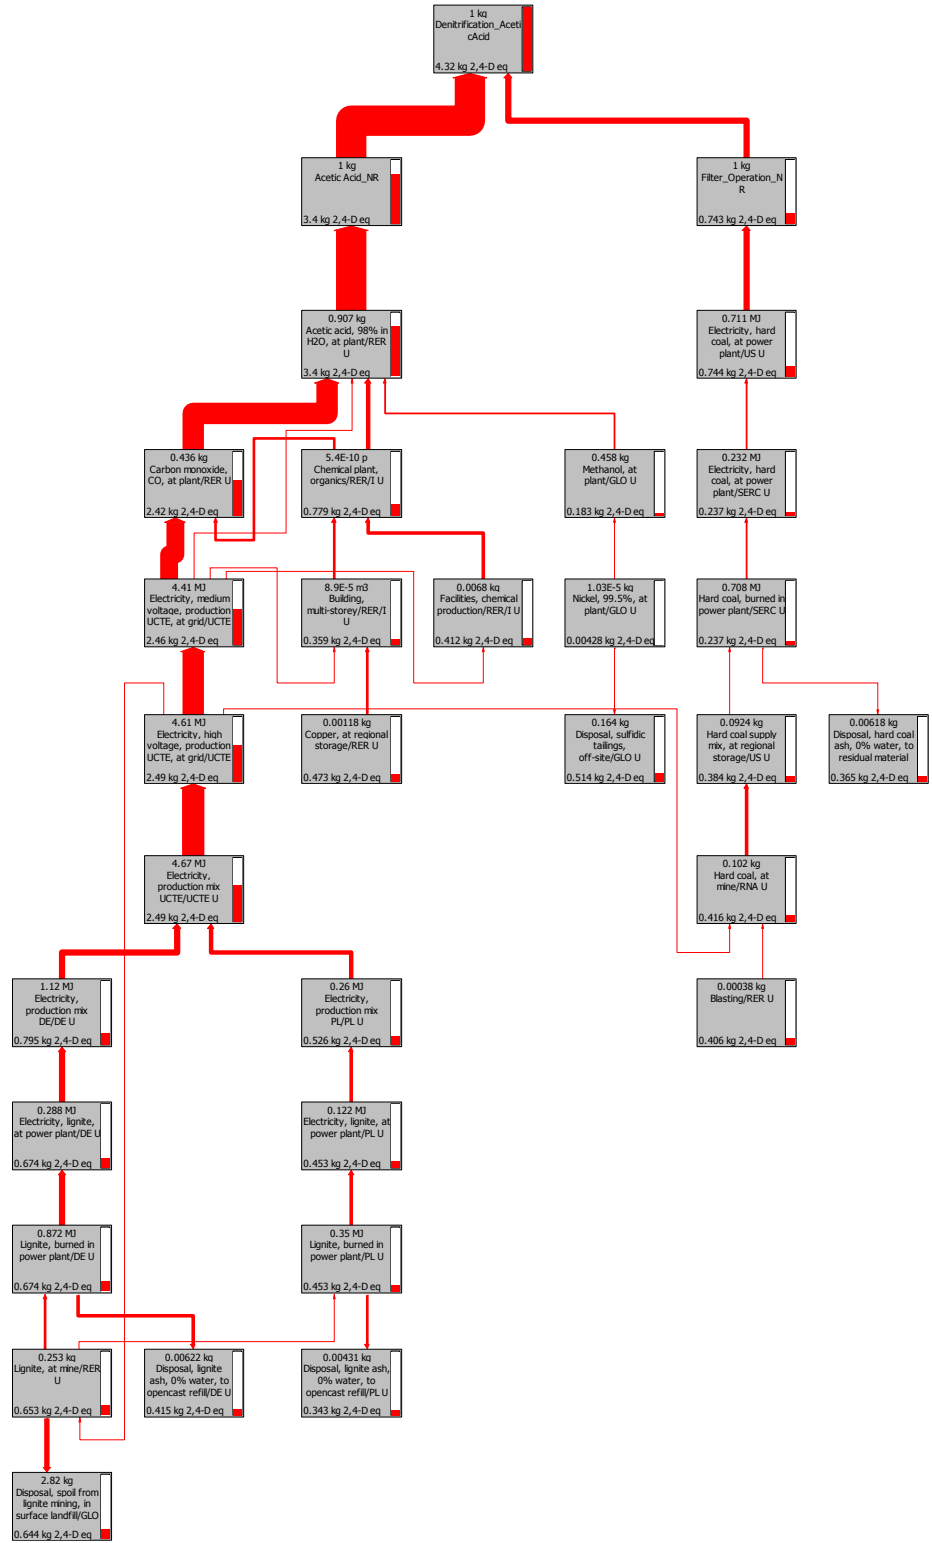 1 kg
Denitrification_Aceti
cAcid
4.32 kg 2,4-D eq
1 kg
Acetic Acid_NR
3.4 kg 2,4-D eq
1 kg
Filter_Operation_N
R
0.743 kg 2,4-D eq
0.907 kg
Acetic acid, 98% in
H2O, at plant/RER
U
3.4 kg 2,4-D eq
0.711 MJ
Electricity, hard
coal, at power
plant/US U
0.744 kg 2,4-D eq
0.436 kg
Carbon monoxide,
CO, at plant/RER U
2.42 kg 2,4-D eq
5.4E-10 p
Chemical plant,
organics/RER/I U
0.779 kg 2,4-D eq
0.458 kg
Methanol, at
plant/GLO U
0.183 kg 2,4-D eq
0.232 MJ
Electricity, hard
coal, at power
plant/SERC U
0.237 kg 2,4-D eq
4.41 MJ
Electricity, medium
voltage, production
UCTE, at grid/UCTE
2.46 kg 2,4-D eq
8.9E-5 m3
Building,
multi-storey/RER/I
U
0.359 kg 2,4-D eq
0.0068 kg
Facilities, chemical
production/RER/I U
0.412 kg 2,4-D eq
1.03E-5 kg
Nickel, 99.5%, at
plant/GLO U
0.00428 kg 2,4-D eq
0.708 MJ
Hard coal, burned in
power plant/SERC U
0.237 kg 2,4-D eq
4.61 MJ
Electricity, high
voltage, production
UCTE, at grid/UCTE
2.49 kg 2,4-D eq
0.00118 kg
Copper, at regional
storage/RER U
0.473 kg 2,4-D eq
0.164 kg
Disposal, sulfidic
tailings,
off-site/GLO U
0.514 kg 2,4-D eq
0.0924 kg
Hard coal supply
mix, at regional
storage/US U
0.384 kg 2,4-D eq
0.00618 kg
Disposal, hard coal
ash, 0% water, to
residual material
0.365 kg 2,4-D eq
4.67 MJ
Electricity,
production mix
UCTE/UCTE U
2.49 kg 2,4-D eq
0.102 kg
Hard coal, at
mine/RNA U
0.416 kg 2,4-D eq
1.12 MJ
Electricity,
production mix
DE/DE U
0.795 kg 2,4-D eq
0.26 MJ
Electricity,
production mix
PL/PL U
0.526 kg 2,4-D eq
0.00038 kg
Blasting/RER U
0.406 kg 2,4-D eq
0.288 MJ
Electricity, lignite,
at power plant/DE U
0.674 kg 2,4-D eq
0.122 MJ
Electricity, lignite, at
power plant/PL U
0.453 kg 2,4-D eq
0.872 MJ
Lignite, burned in
power plant/DE U
0.674 kg 2,4-D eq
0.35 MJ
Lignite, burned in
power plant/PL U
0.453 kg 2,4-D eq
0.253 kg
Lignite, at mine/RER
U
0.653 kg 2,4-D eq
0.00622 kg
Disposal, lignite
ash, 0% water, to
opencast refill/DE U
0.415 kg 2,4-D eq
0.00431 kg
Disposal, lignite ash,
0% water, to
opencast refill/PL U
0.343 kg 2,4-D eq
2.82 kg
Disposal, spoil from
lignite mining, in
surface landfill/GLO
0.644 kg 2,4-D eq